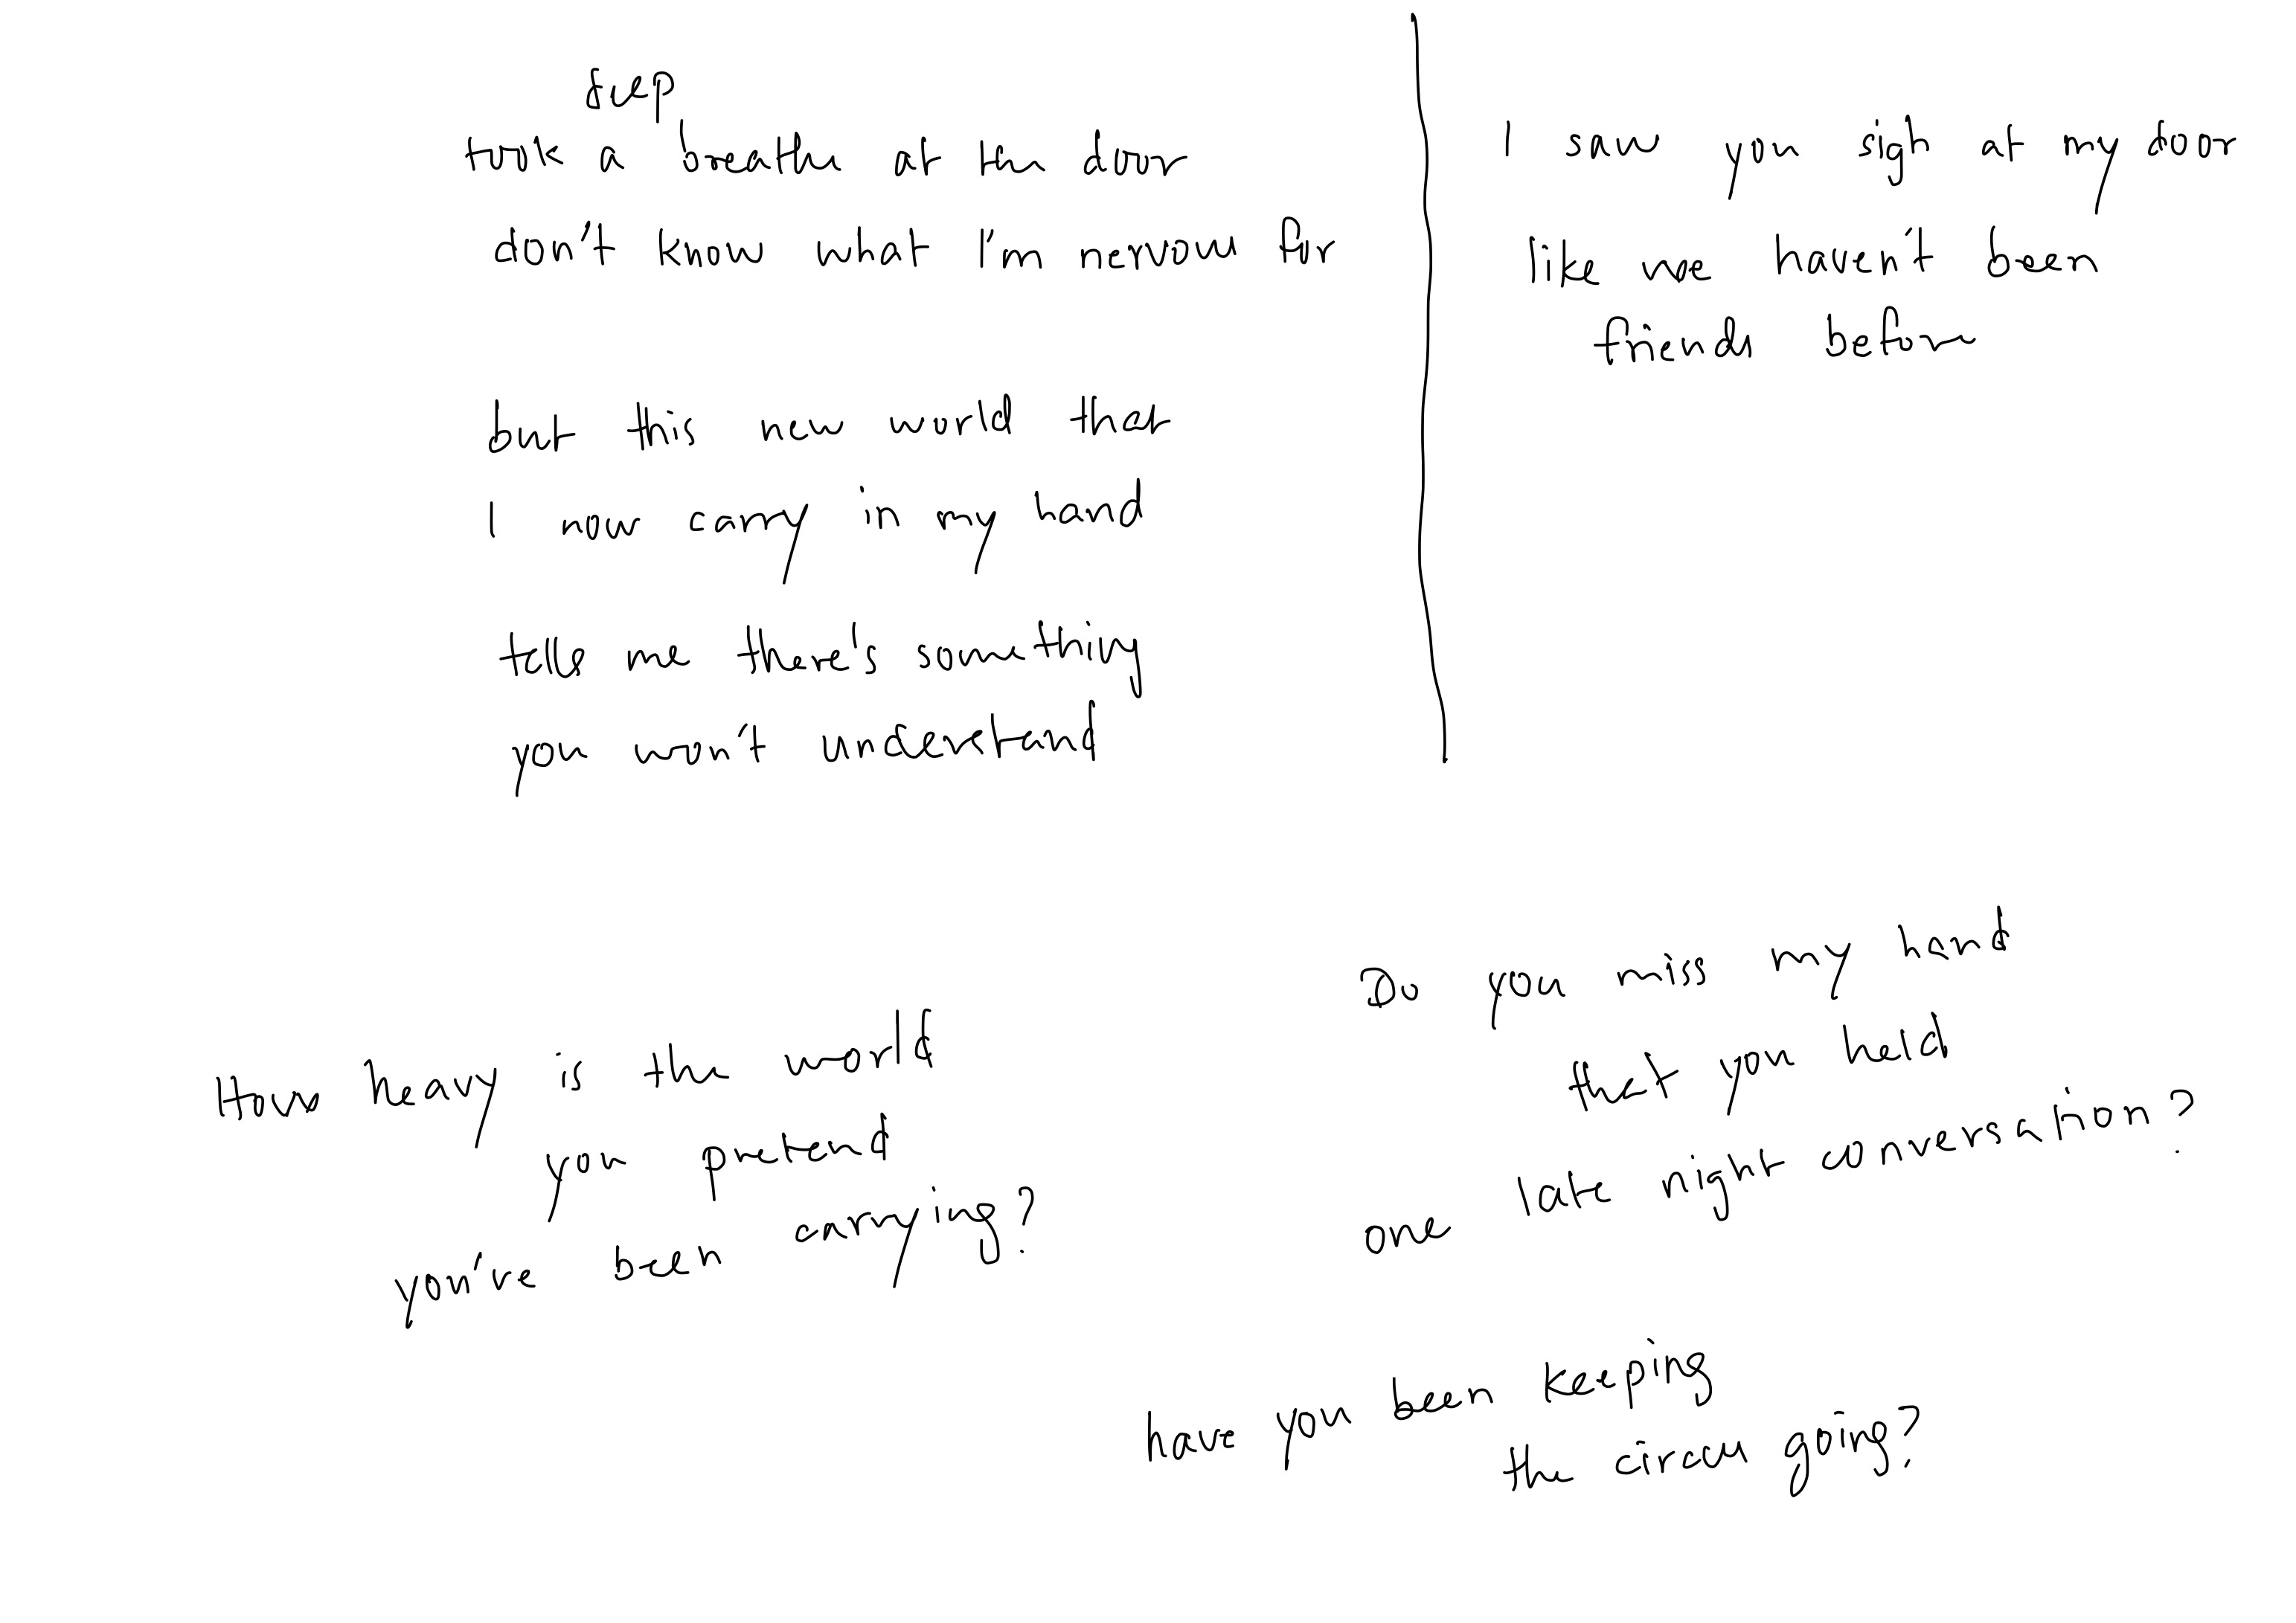 deep
took a breath at the door
don't know what I'm nervous for
but this new world that
I now carry in my hand
tells me there's something
you won't understand
I saw you sigh at my door
like we haven't been
friends before
How heavy is the world
you pretend
you've been carrying?
Do you miss my hand
that you held
one late night conversation?
have you been keeping
the circus going?